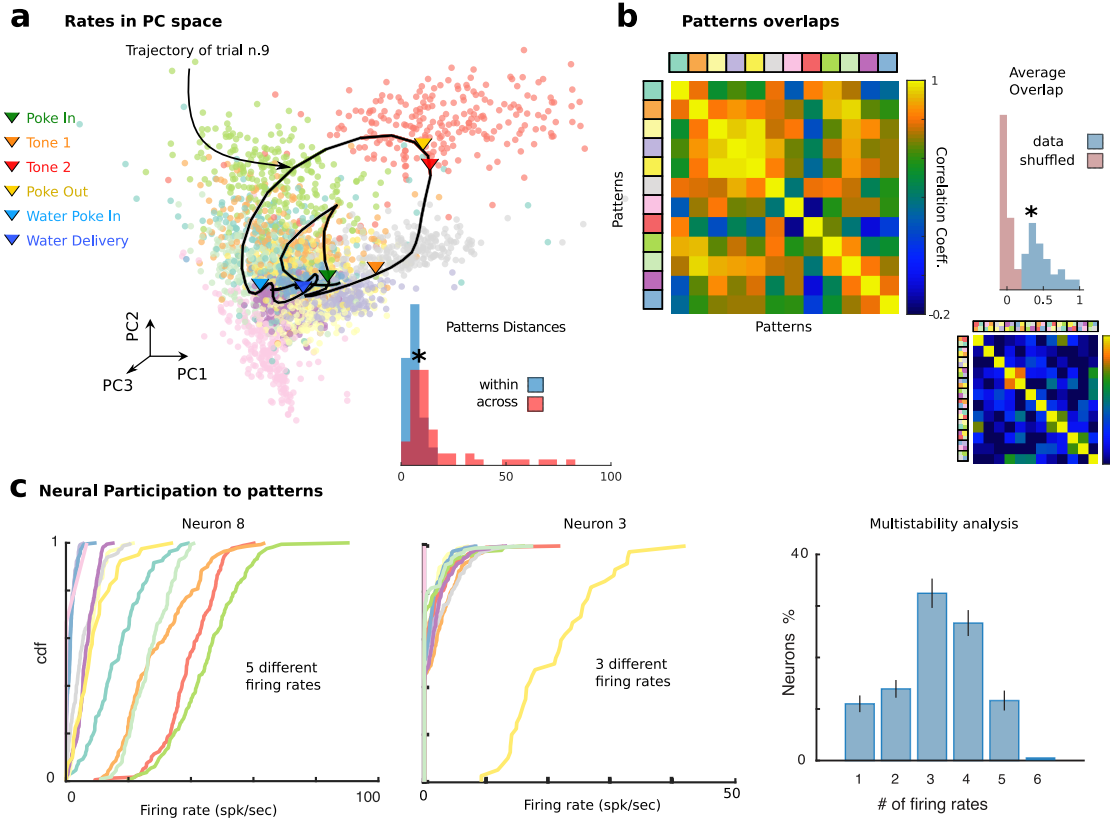 a Rates in PC space
Trajectory of trial n.9
Poke In
Tone 1
Tone 2
Poke Out
Water Poke In
Water Delivery
PC2
PC3
PC1
Patterns Distances
*
within
across
0
50
100
b Patterns overlaps
Patterns
Patterns
1
Correlation Coeff.
-0.2
Average
Overlap
data
shuffled
*
0
0.5
1
c Neural Participation to patterns
Neuron 8
1
cdf
0
5 different
firing rates
0
100
Firing rate (spk/sec)
Neuron 3
3 different
firing rates
0
50
Firing rate (spk/sec)
Multistability analysis
40
Neurons %
0
1 2 3 4 5 6
# of firing rates